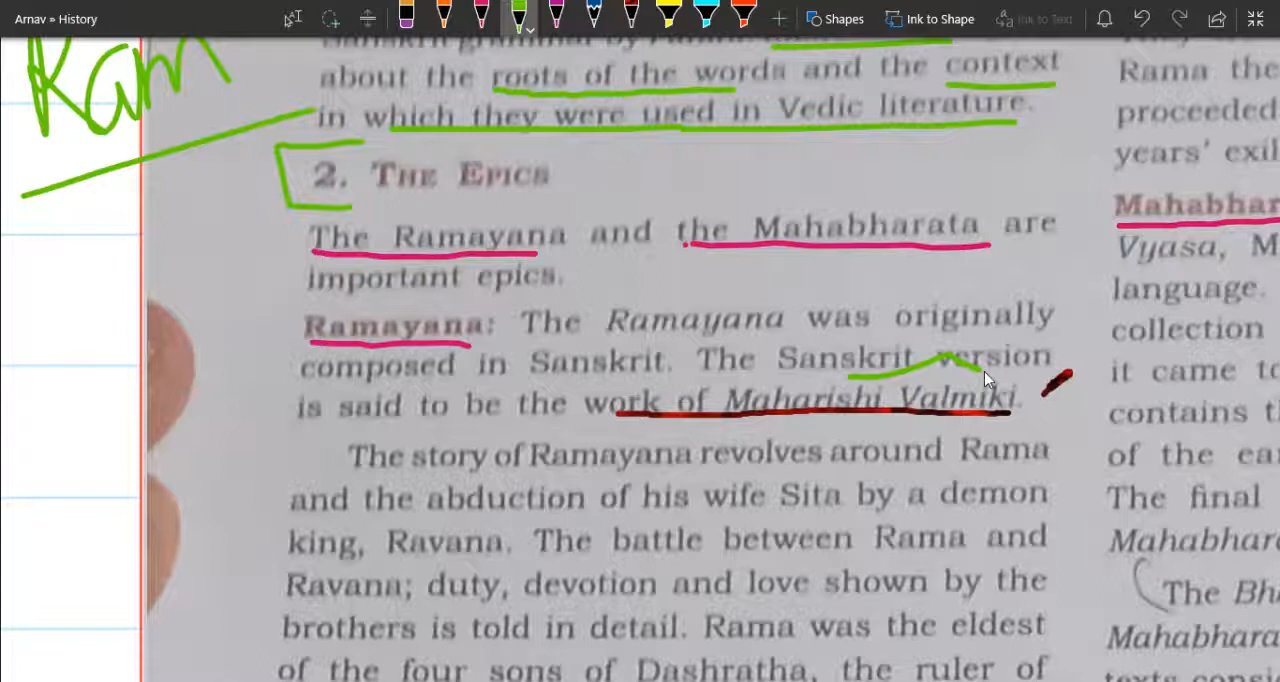 Arnav » History
Shapes
Ink to Shape
Ink to Text
Ram
about the roots of the words and the context
in which they were used in Vedic literature.
2. THE EPICS
The Ramayana and the Mahabharata are
important epics.
Ramayana: The Ramayana was originally
composed in Sanskrit. The Sanskrit version
is said to be the work of Maharishi Valmiki.
The story of Ramayana revolves around Rama
and the abduction of his wife Sita by a demon
king, Ravana. The battle between Rama and
Ravana; duty, devotion and love shown by the
brothers is told in detail. Rama was the eldest
of the four sons of Dashratha, the ruler of
Rama the
proceeded
years' exil
Mahabhar
Vyasa, M
language.
collection
it came to
contains t
of the ea
The final
Mahabhar
The Bh
Mahabhara